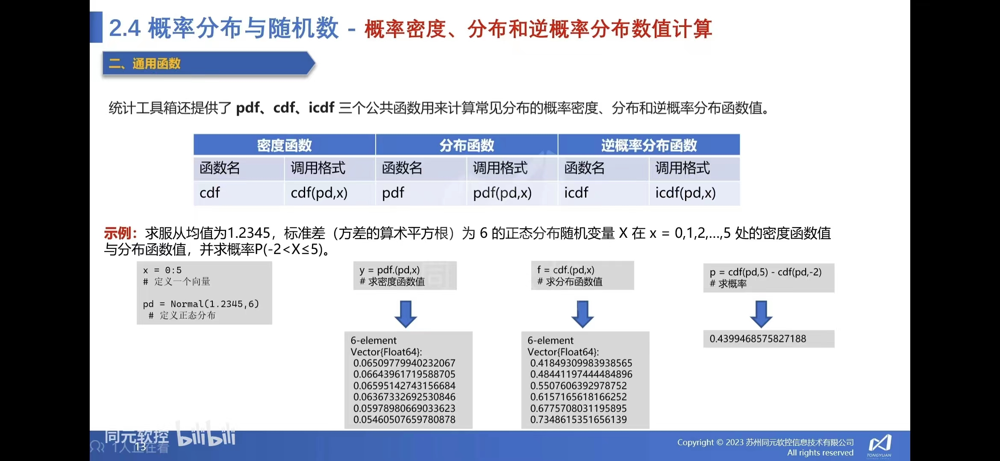 2.4 概率分布与随机数 - 概率密度、分布和逆概率分布数值计算
二、通用函数
统计工具箱还提供了 pdf、cdf、icdf 三个公共函数用来计算常见分布的概率密度、分布和逆概率分布函数值。
密度函数 分布函数 逆概率分布函数
函数名 调用格式 函数名 调用格式 函数名 调用格式
cdf cdf(pd,x) pdf pdf(pd,x) icdf icdf(pd,x)
示例：求服从均值为1.2345，标准差（方差的算术平方根）为 6 的正态分布随机变量 X 在 x = 0,1,2,...,5 处的密度函数值
与分布函数值，并求概率P(-2<X≤5)。
x = 0:5
# 定义一个向量
pd = Normal(1.2345,6)
# 定义正态分布
y = pdf.(pd,x)
# 求密度函数值
6-element
Vector{Float64}:
0.06509779940232067
0.06643961719588705
0.06595142743156684
0.06367332692530846
0.05978980669033623
0.05460507659780878
f = cdf.(pd,x)
# 求分布函数值
6-element
Vector{Float64}:
0.41849309983938565
0.48441197444484896
0.5507606392978752
0.6157165618166252
0.6775708031195895
0.7348615351656139
p = cdf(pd,5) - cdf(pd,-2)
# 求概率
0.4399468575827188
同元软控 bilibili
1人正在看
13
Copyright © 2023 苏州同元软控信息技术有限公司
All rights reserved
TONGYUAN